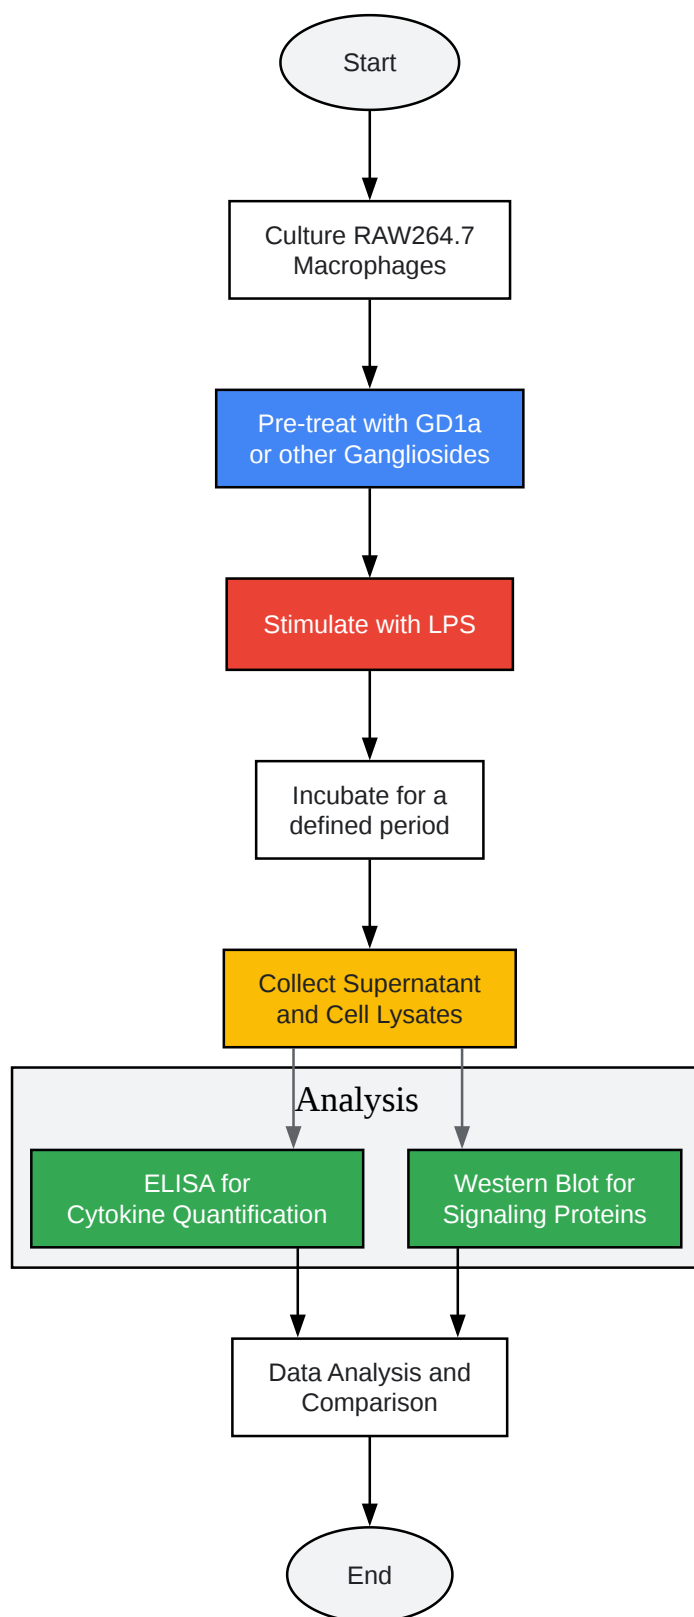 Start
Culture RAW264.7
Macrophages
Pre-treat with GD1a
or other Gangliosides
Stimulate with LPS
Incubate for a
defined period
Collect Supernatant
and Cell Lysates
Analysis
ELISA for
Cytokine Quantification
Western Blot for
Signaling Proteins
Data Analysis and
Comparison
End